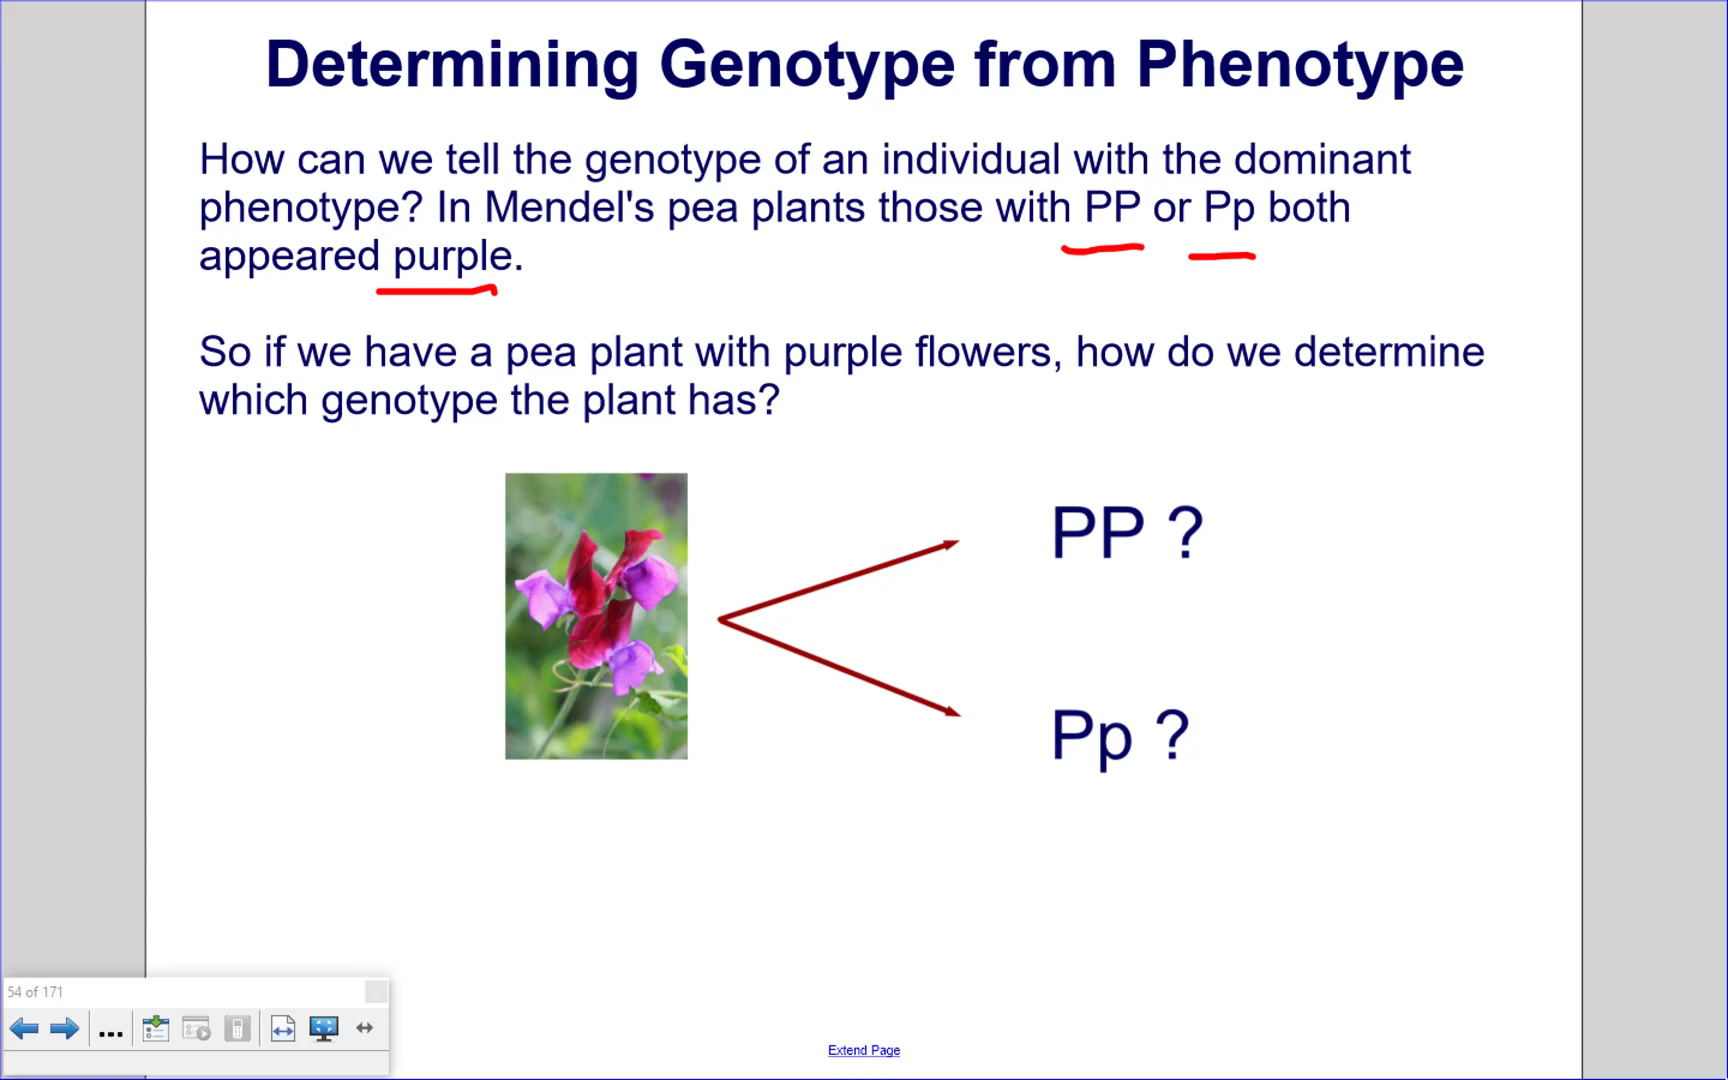 Determining Genotype from Phenotype
How can we tell the genotype of an individual with the dominant
phenotype? In Mendel's pea plants those with PP or Pp both
appeared purple.
So if we have a pea plant with purple flowers, how do we determine
which genotype the plant has?
PP ?
Pp ?
54 of 171
...
Extend Page